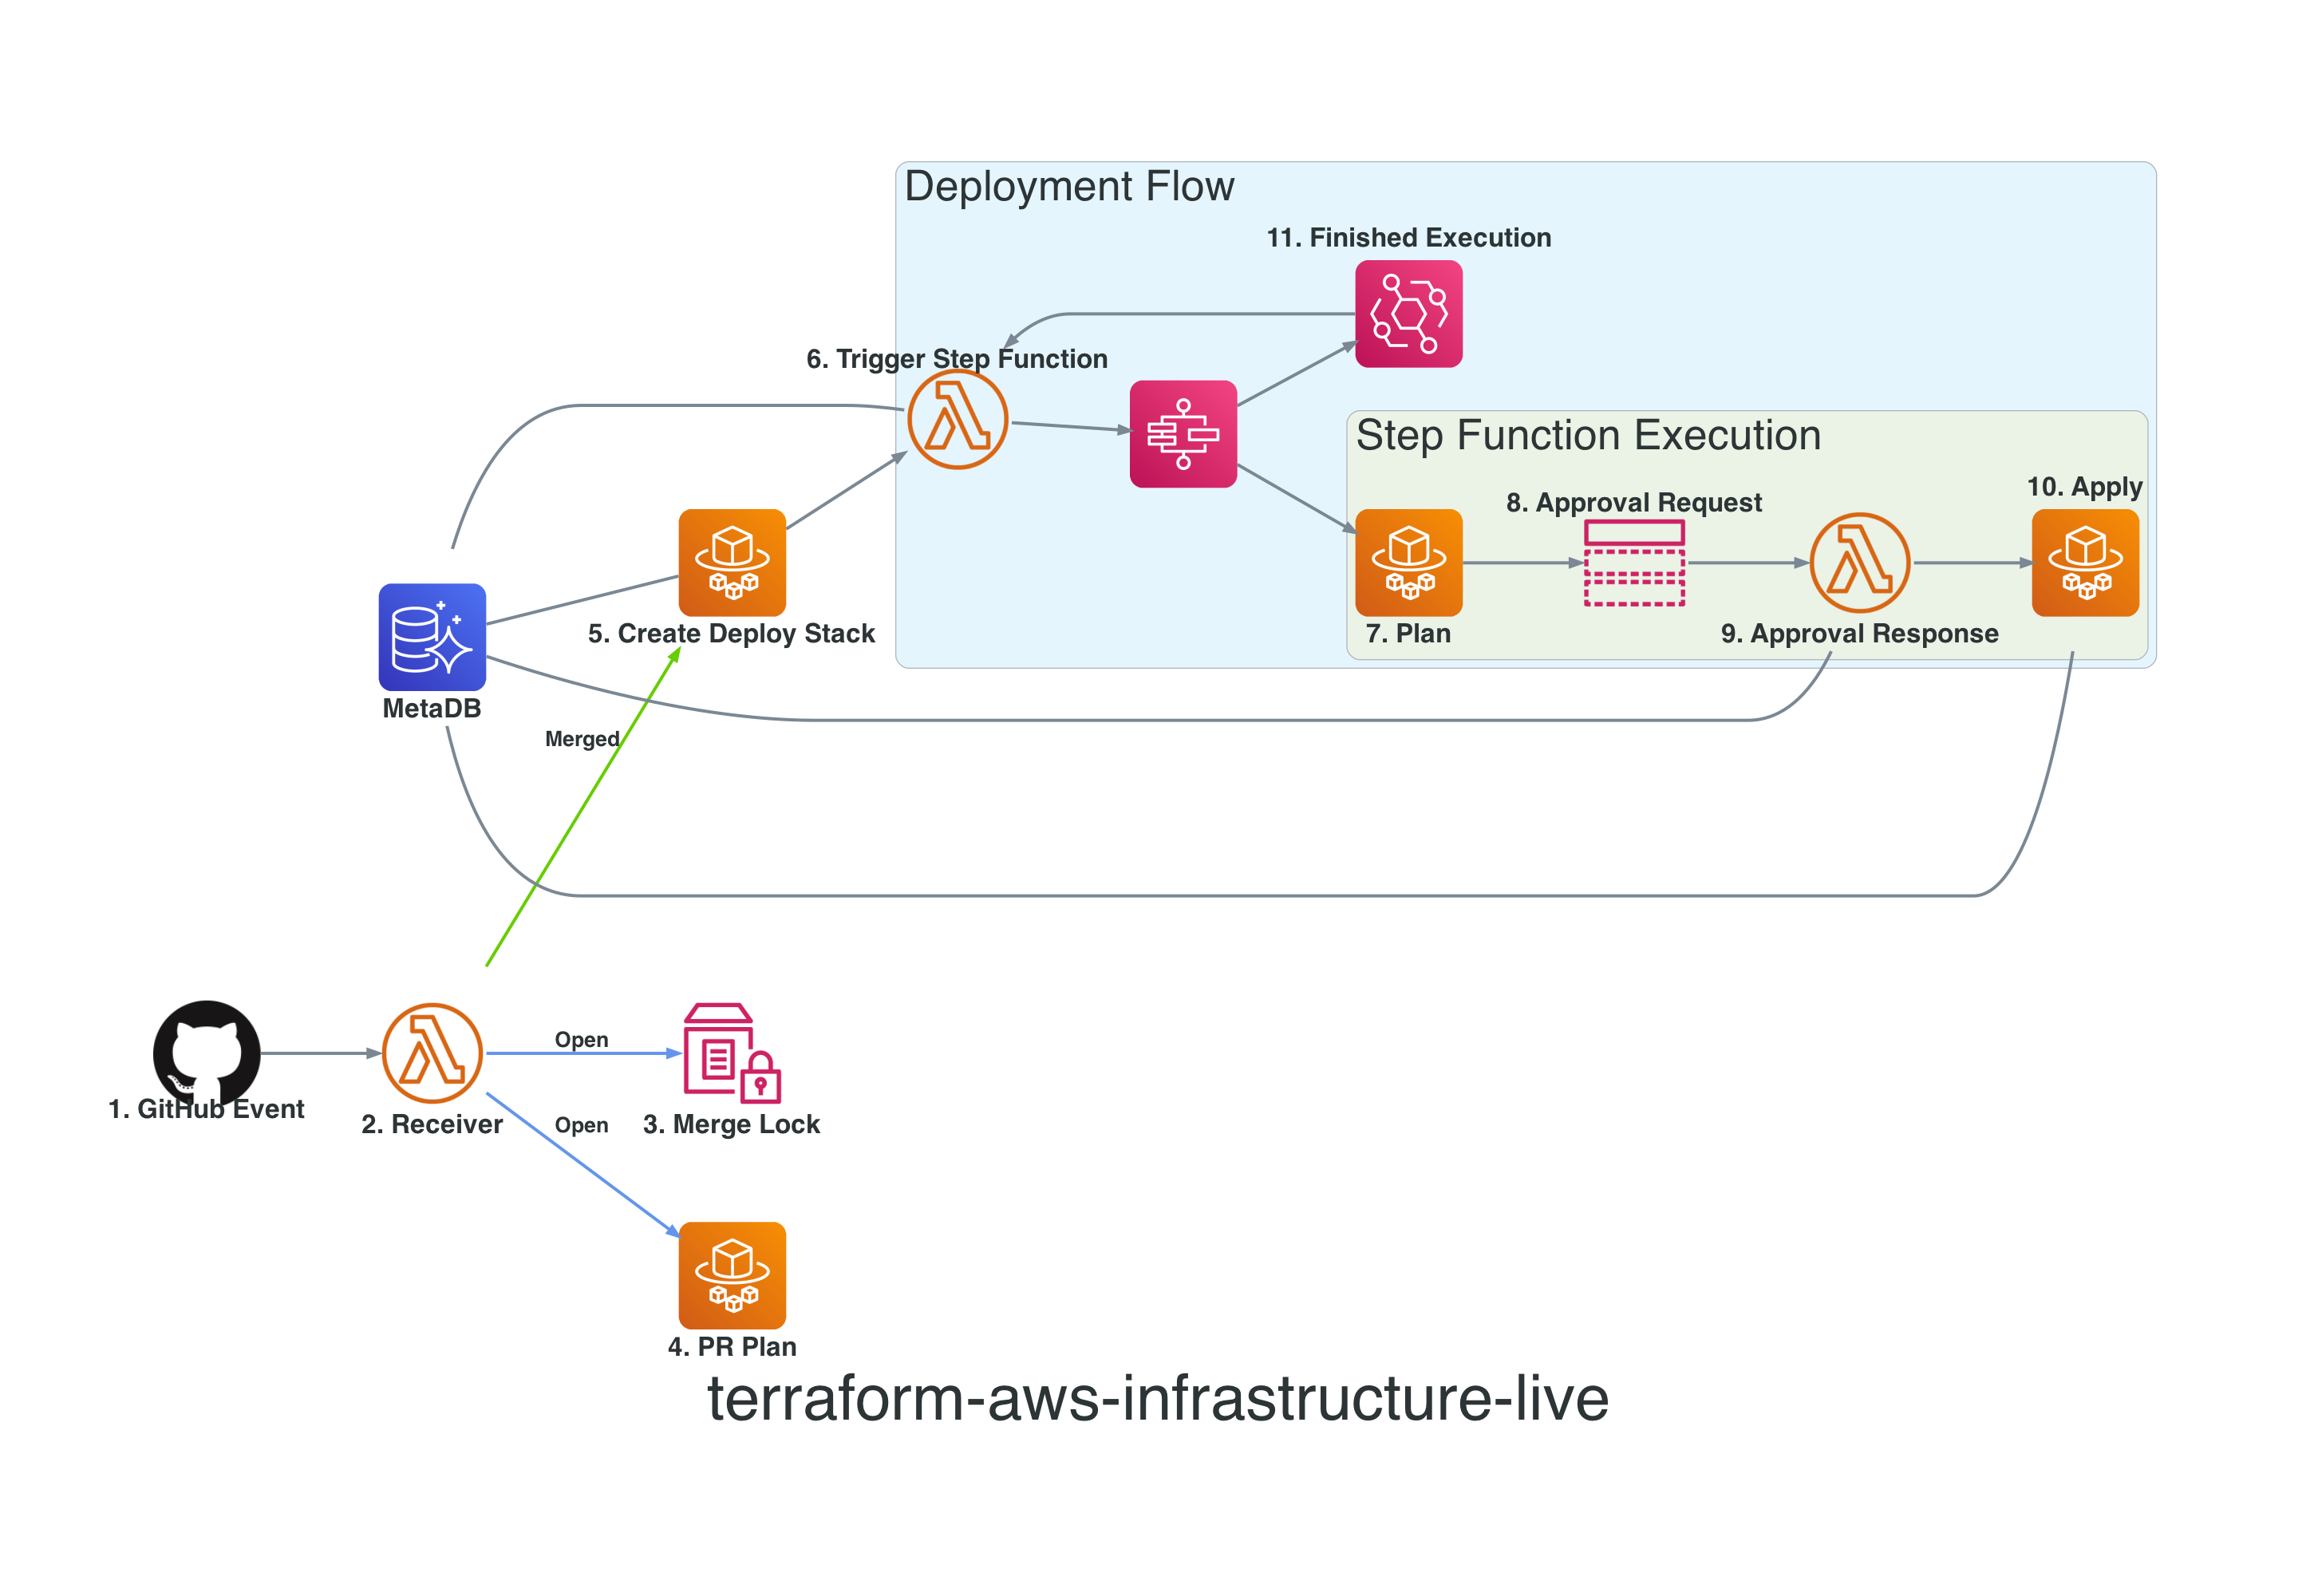 Deployment Flow
11. Finished Execution
6. Trigger Step Function
Step Function Execution
8. Approval Request
10. Apply
5. Create Deploy Stack
7. Plan
9. Approval Response
MetaDB
Merged
Open
1. GitHub Event
2. Receiver
Open
3. Merge Lock
4. PR Plan
terraform-aws-infrastructure-live